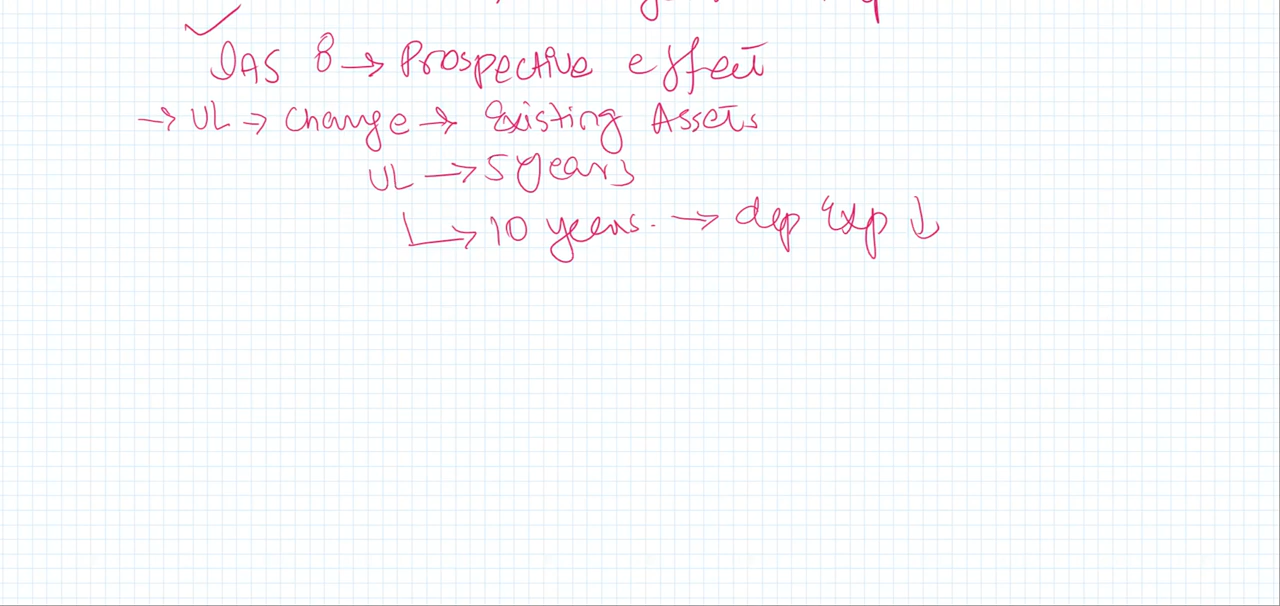 ✓
IAS 8 → Prospective effect
→ UL → Change → Existing Assets
UL → 5 years
↳ 10 years. → dep Exp ↓